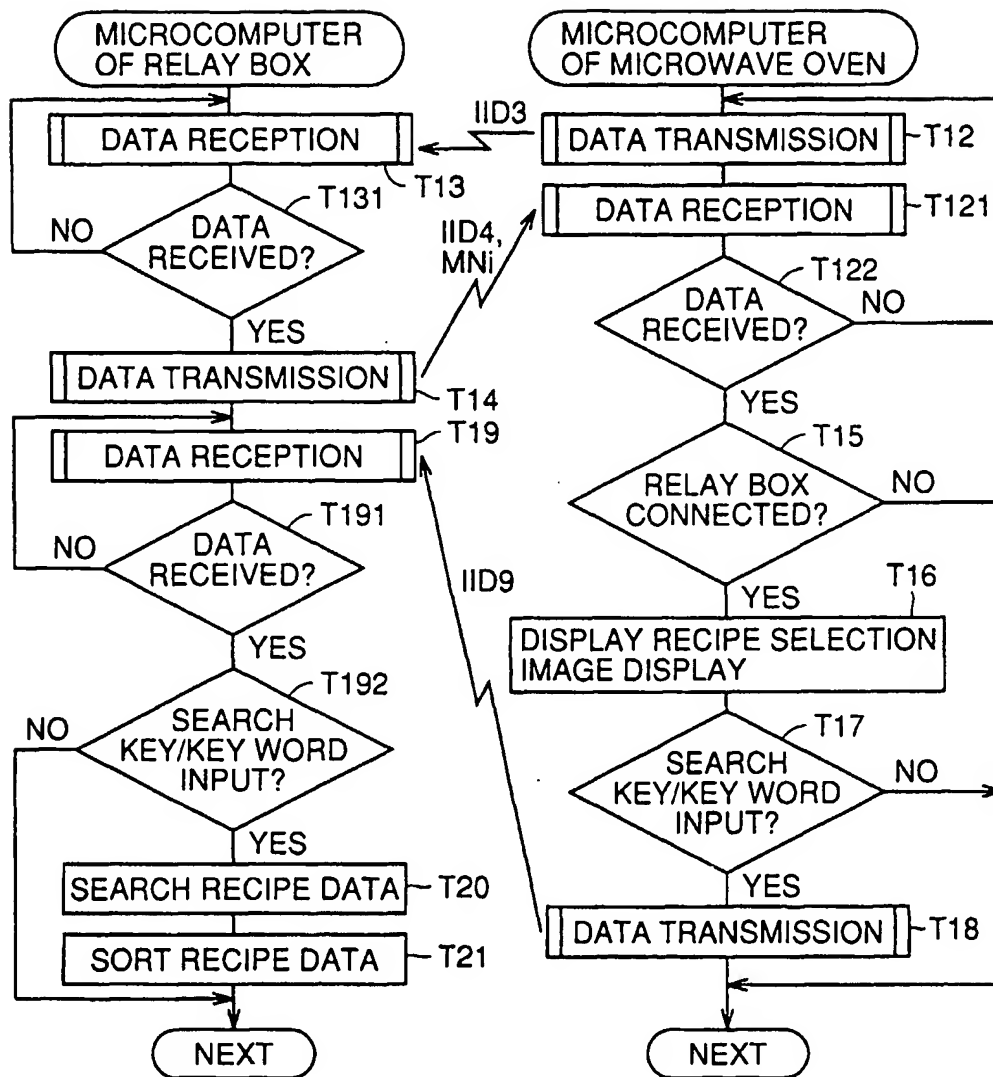 MICROCOMPUTER
OF RELAY BOX
DATA RECEPTION
T13
T131
NO
DATA
RECEIVED?
YES
DATA TRANSMISSION
T14
T19
DATA RECEPTION
T191
NO
DATA
RECEIVED?
YES
T192
NO
SEARCH
KEY/KEY WORD
INPUT?
YES
SEARCH RECIPE DATA
T20
SORT RECIPE DATA
T21
NEXT
IID3
IID4,
MNi
IID9
MICROCOMPUTER
OF MICROWAVE OVEN
DATA TRANSMISSION
T12
DATA RECEPTION
T121
T122
DATA
RECEIVED?
NO
YES
T15
RELAY BOX
CONNECTED?
NO
YES
T16
DISPLAY RECIPE SELECTION
IMAGE DISPLAY
T17
SEARCH
KEY/KEY WORD
INPUT?
NO
YES
DATA TRANSMISSION
T18
NEXT